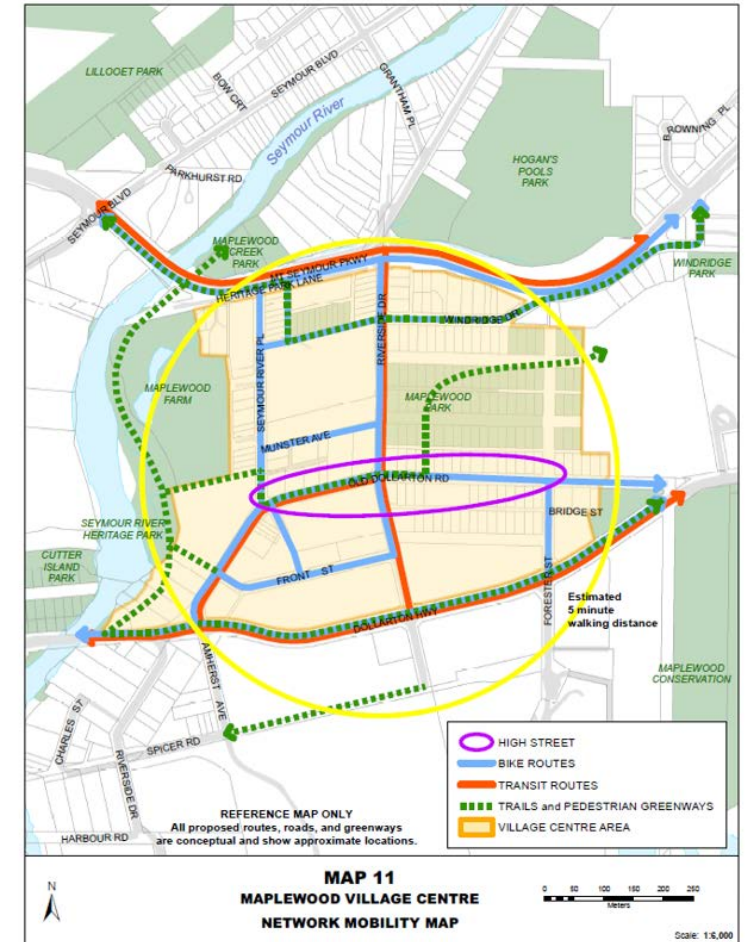 LILLOOET PARK
BOW CRT
SEYMOUR BLVD
GRANTHAM PL
Seymour River
BROWNING PL
PARKHURST RD
HOGAN'S
POOLS
PARK
SEYMOUR BLVD
MAPLEWOOD
CREEK
PARK
MT SEYMOUR PKWY
HERITAGE PARK LANE
WINDRIDGE
PARK
RIVERSIDE DR
WINDRIDGE DR
SEYMOUR RIVER PL
MAPLEWOOD
FARM
MAPLEWOOD
PARK
MUNSTER AVE
OLD DOLLARTON RD
BRIDGE ST
SEYMOUR RIVER
HERITAGE PARK
CUTTER
ISLAND
PARK
FRONT ST
FORESTER ST
Estimated
5 minute
walking distance
DOLLARTON HWY
AMHERST AVE
MAPLEWOOD
CONSERVATION
CHARLES ST
SPICER RD
RIVERSIDE DR
HARBOUR RD
HIGH STREET
BIKE ROUTES
TRANSIT ROUTES
TRAILS and PEDESTRIAN GREENWAYS
VILLAGE CENTRE AREA
REFERENCE MAP ONLY
All proposed routes, roads, and greenways
are conceptual and show approximate locations.
N
MAP 11
MAPLEWOOD VILLAGE CENTRE
NETWORK MOBILITY MAP
0 50 100 150 200 250
Meters
Scale: 1:6,000